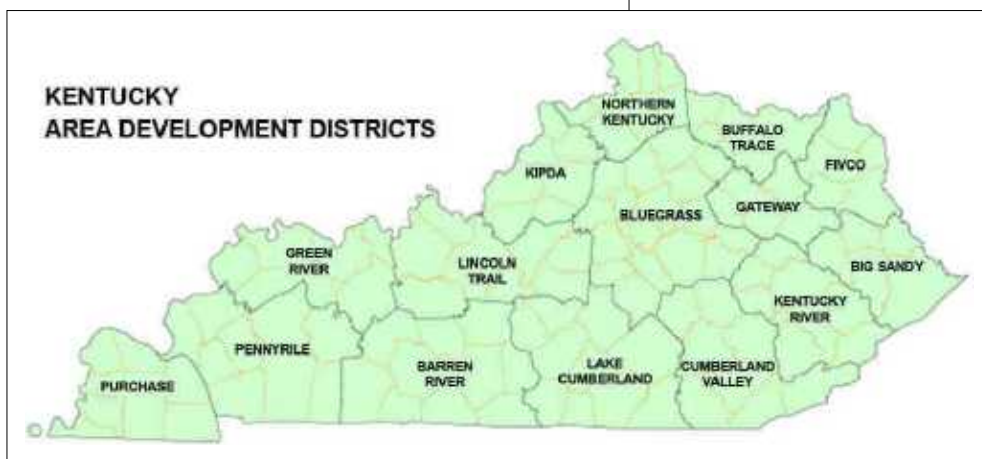 KENTUCKY
AREA DEVELOPMENT DISTRICTS
NORTHERN
KENTUCKY
BUFFALO
TRACE
FIVCO
KIPDA
GATEWAY
BLUEGRASS
GREEN
RIVER
LINCOLN
TRAIL
BIG SANDY
KENTUCKY
RIVER
PENNYRILE
BARREN
RIVER
LAKE
CUMBERLAND
CUMBERLAND
VALLEY
PURCHASE